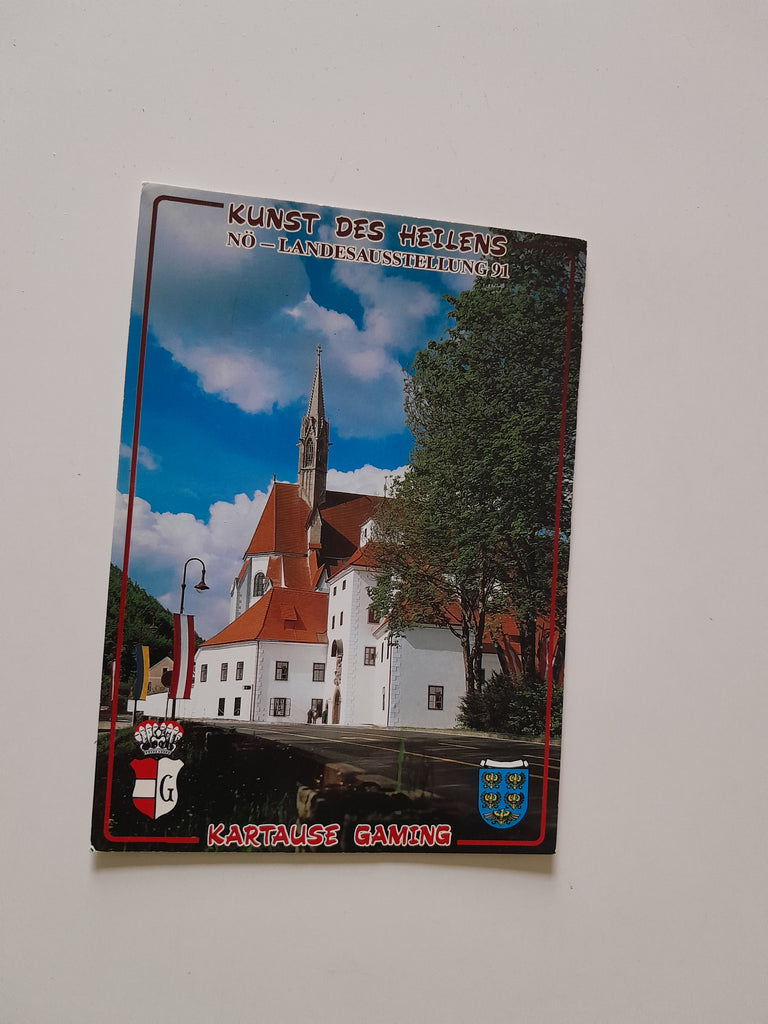 KUNST DES HEILENS
NÖ – LANDESAUSSTELLUNG 91
G
KARTAUSE GAMING